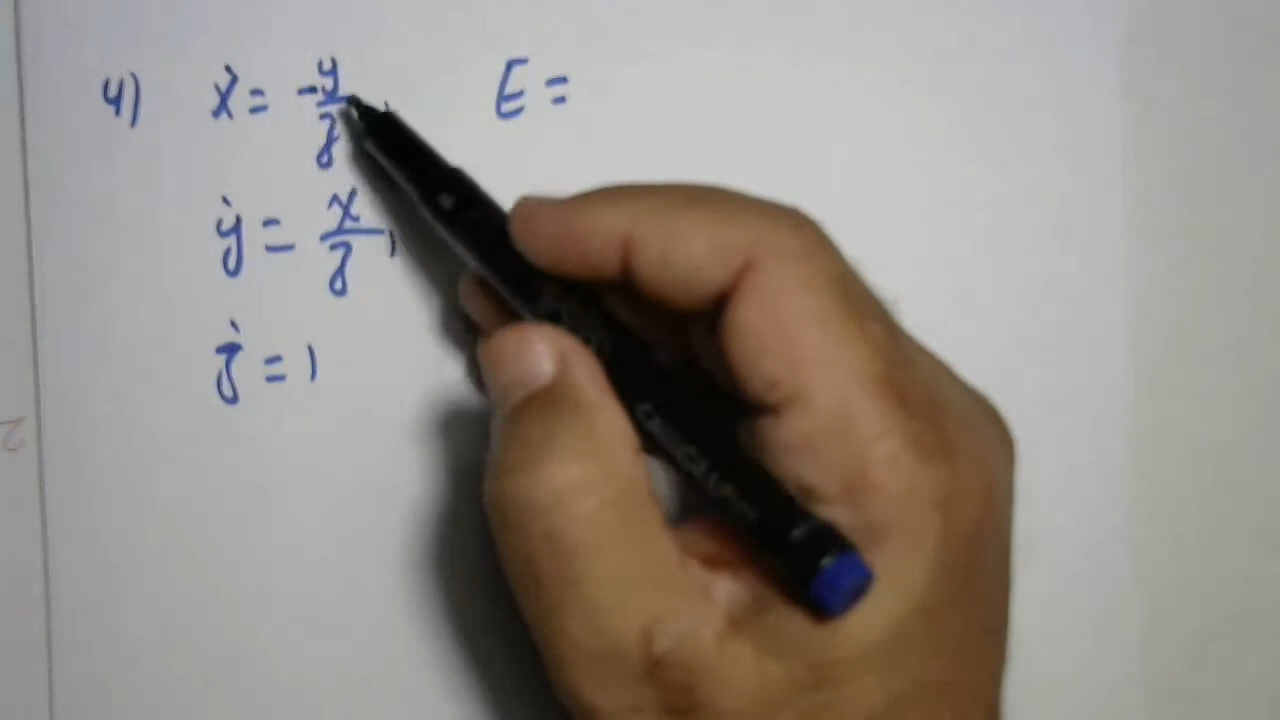 4) ẋ = -y/z , E =
ẏ = x/z ,
ż = 1